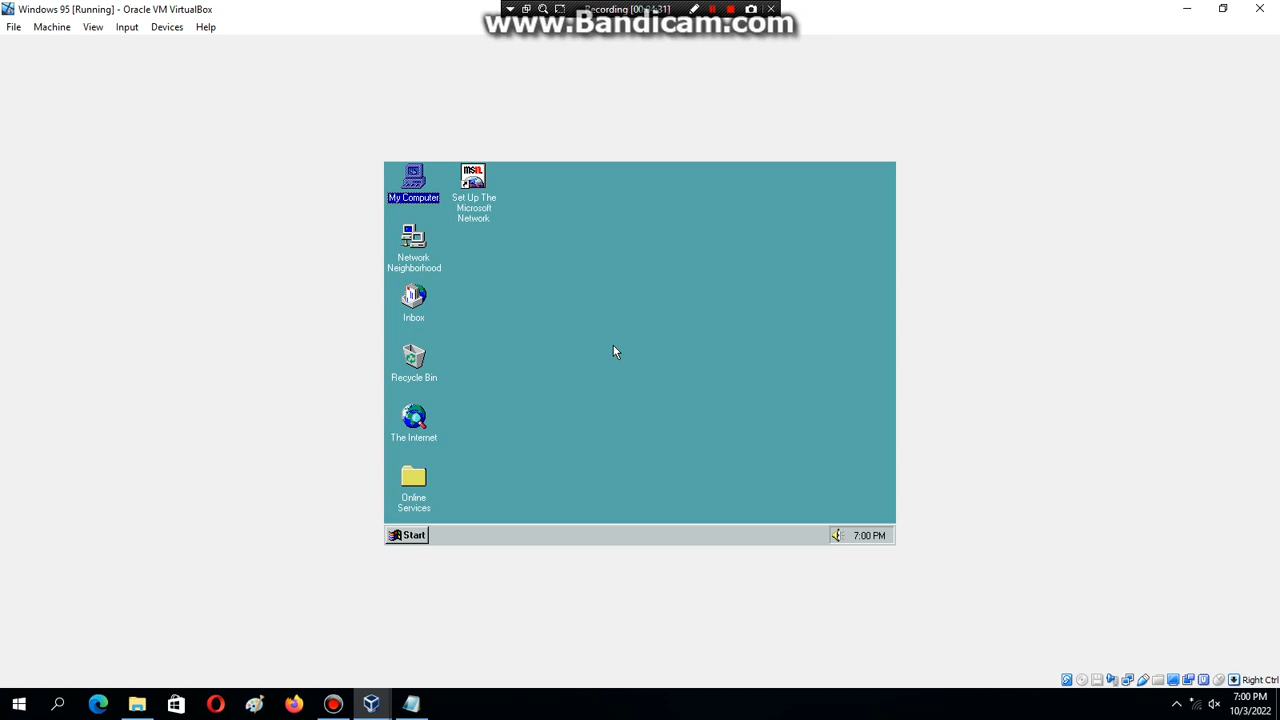 Windows 95 [Running] - Oracle VM VirtualBox
www.Bandicam.com
File Machine View Input Devices Help
My Computer
Set Up The
Microsoft
Network
msn
Network
Neighborhood
Inbox
Recycle Bin
The Internet
Online
Services
Start
7:00 PM
Right Ctrl
7:00 PM
10/3/2022